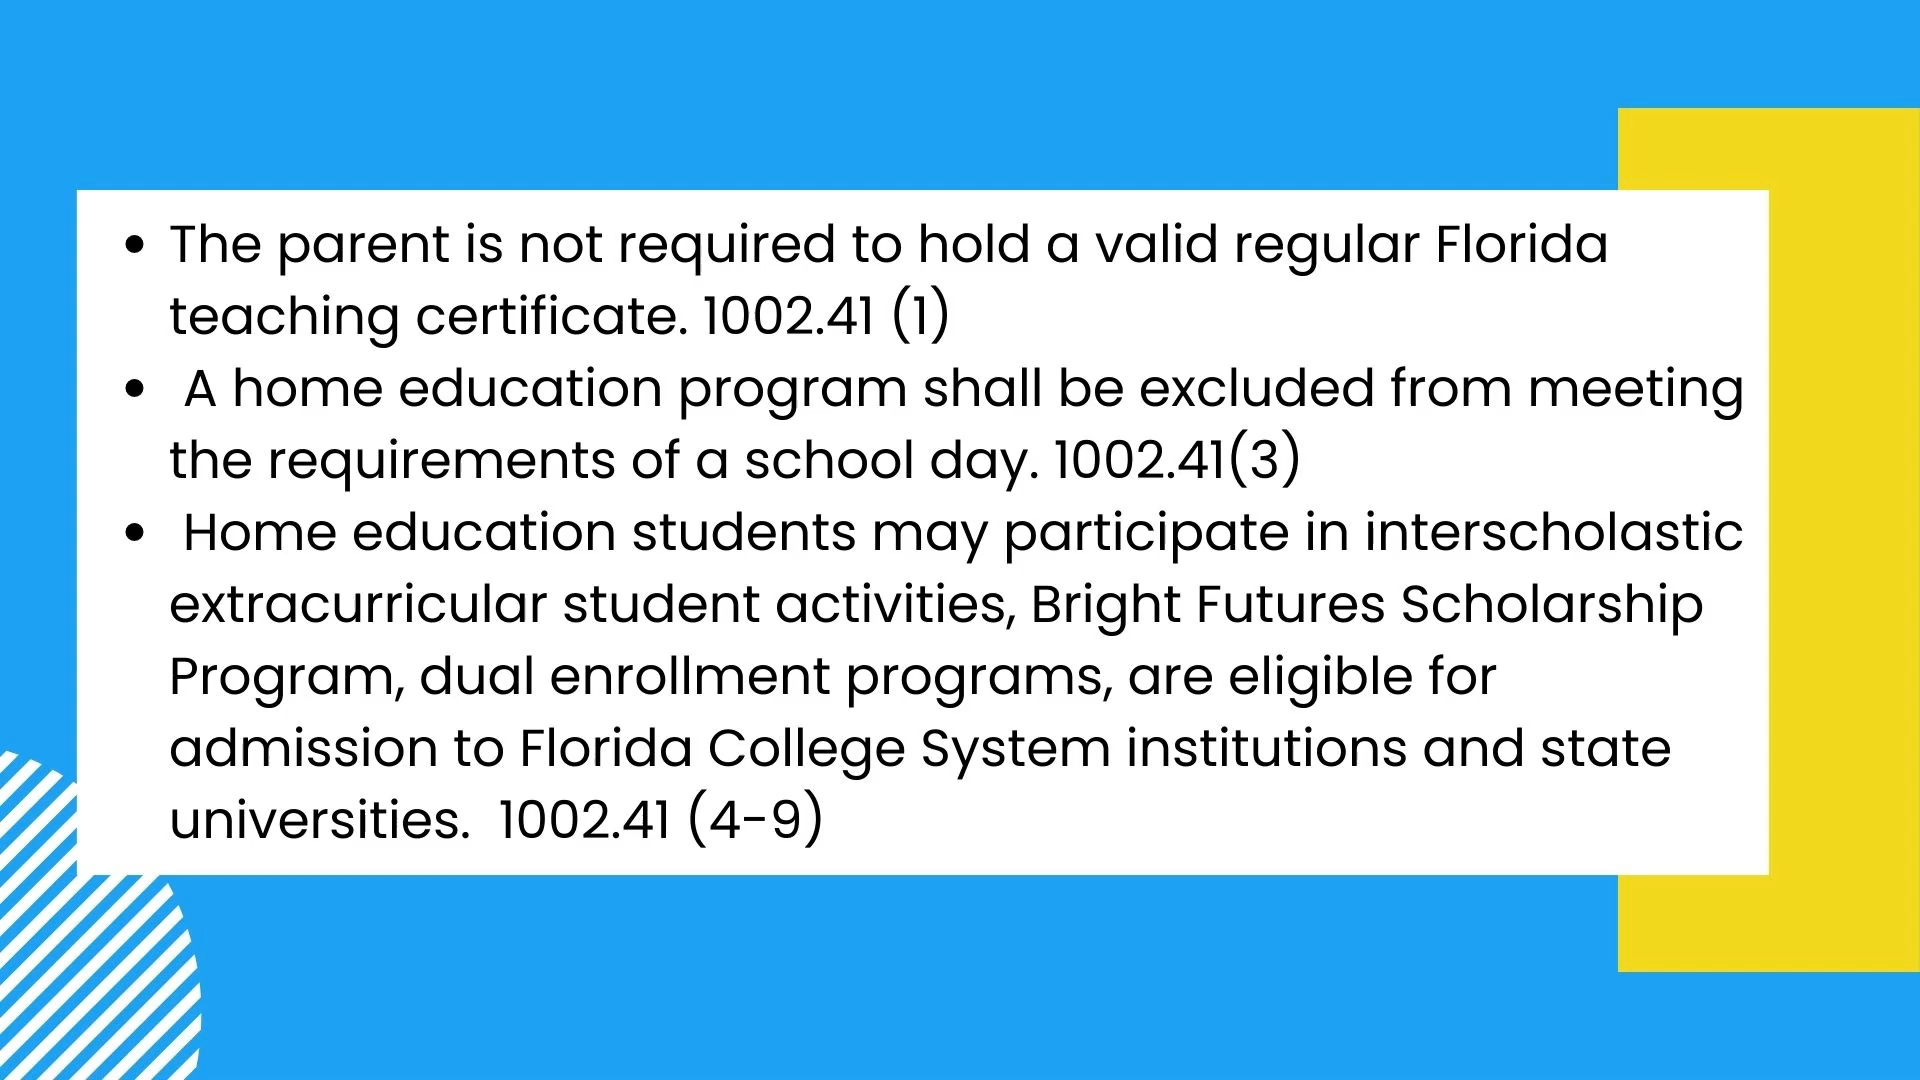 • The parent is not required to hold a valid regular Florida
teaching certificate. 1002.41 (1)
• A home education program shall be excluded from meeting
the requirements of a school day. 1002.41(3)
• Home education students may participate in interscholastic
extracurricular student activities, Bright Futures Scholarship
Program, dual enrollment programs, are eligible for
admission to Florida College System institutions and state
universities.  1002.41 (4-9)